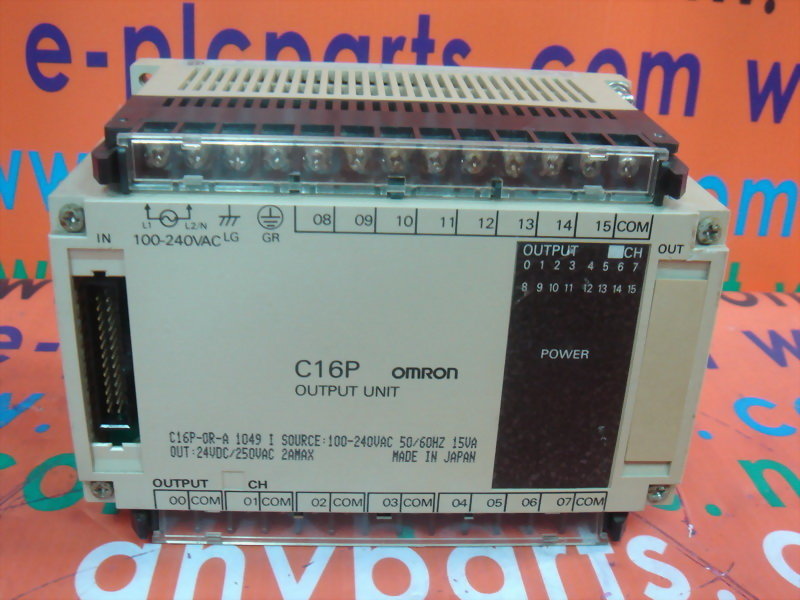 e-plcparts.com
w
www.
L1 L2/N
100-240VAC LG GR
08 09 10 11 12 13 14 15 COM
IN
OUT
OUTPUT CH
0 1 2 3 4 5 6 7
8 9 10 11 12 13 14 15
POWER
C16P OMRON
OUTPUT UNIT
C16P-OR-A 1049 I SOURCE:100-240VAC 50/60HZ 15VA
OUT:24VDC/250VAC 2AMAX MADE IN JAPAN
OUTPUT CH
00 COM 01 COM 02 COM 03 COM 04 05 06 07 COM
anyparts.